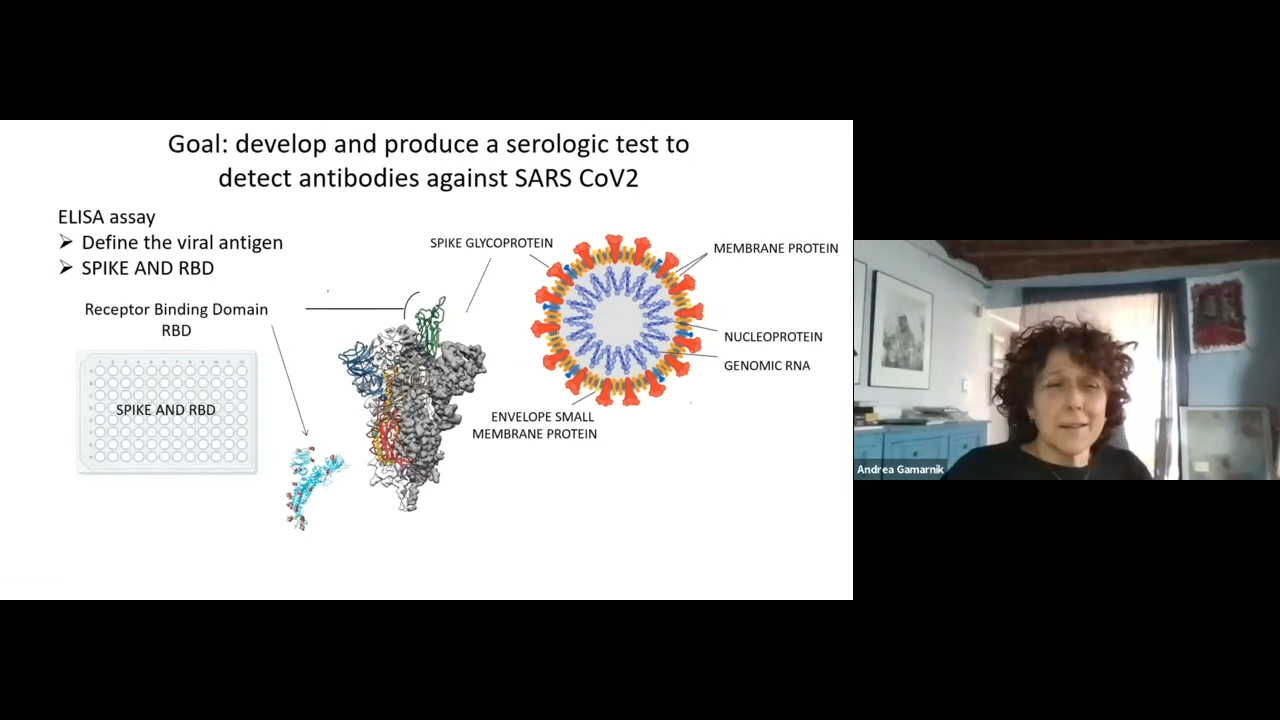 Goal: develop and produce a serologic test to
detect antibodies against SARS CoV2
ELISA assay
➢ Define the viral antigen
➢ SPIKE AND RBD
Receptor Binding Domain
RBD
SPIKE AND RBD
SPIKE GLYCOPROTEIN
MEMBRANE PROTEIN
NUCLEOPROTEIN
GENOMIC RNA
ENVELOPE SMALL
MEMBRANE PROTEIN
Andrea Gamarnik